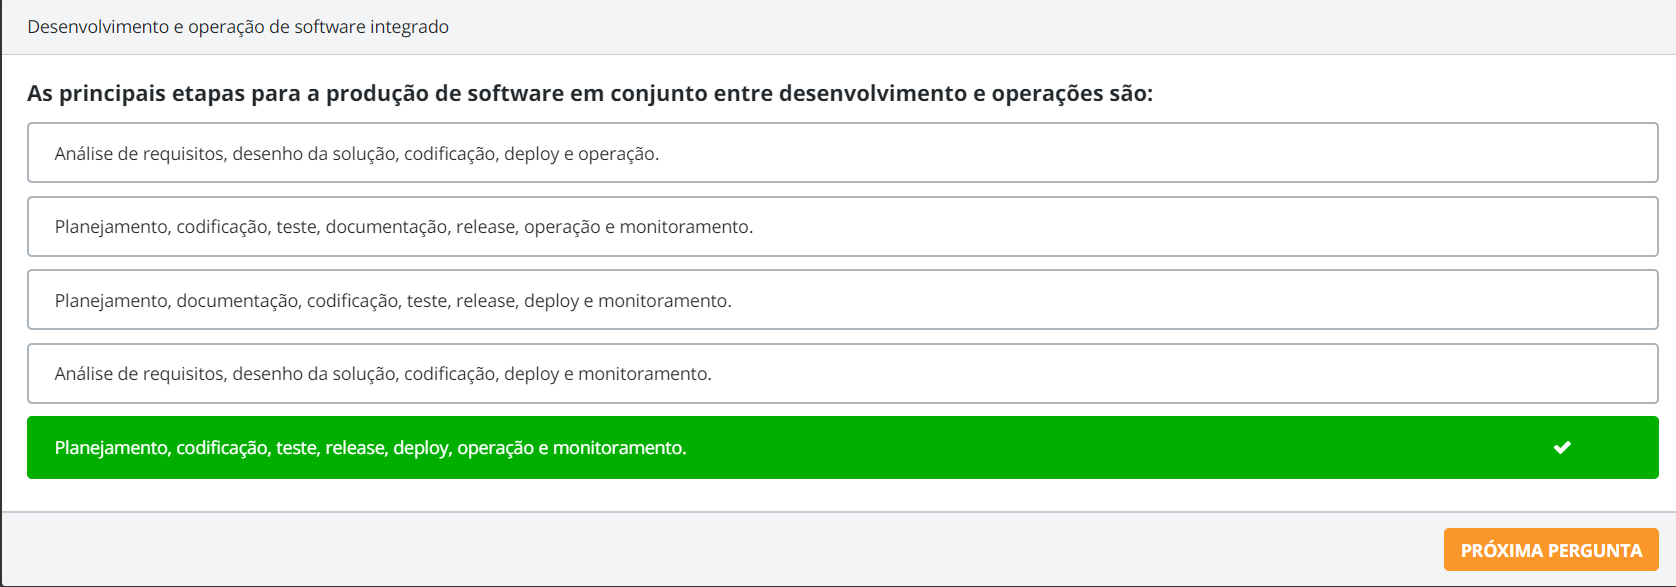 Desenvolvimento e operação de software integrado
As principais etapas para a produção de software em conjunto entre desenvolvimento e operações são:
Análise de requisitos, desenho da solução, codificação, deploy e operação.
Planejamento, codificação, teste, documentação, release, operação e monitoramento.
Planejamento, documentação, codificação, teste, release, deploy e monitoramento.
Análise de requisitos, desenho da solução, codificação, deploy e monitoramento.
Planejamento, codificação, teste, release, deploy, operação e monitoramento.
PRÓXIMA PERGUNTA